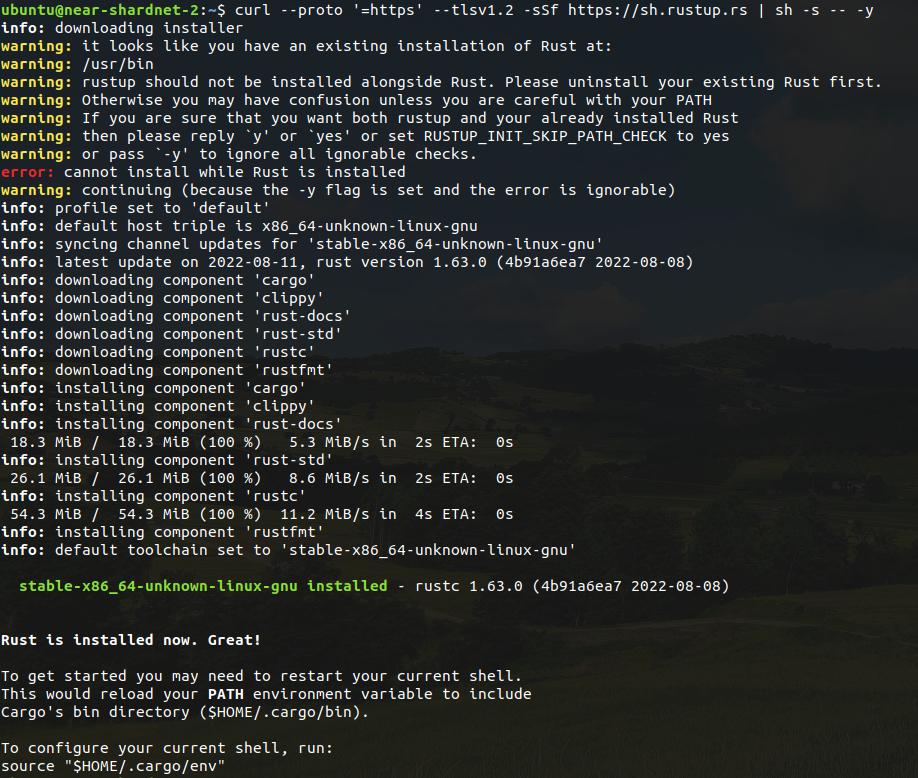 ubuntu@near-shardnet-2:~$ curl --proto '=https' --tlsv1.2 -sSf https://sh.rustup.rs | sh -s -- -y
info: downloading installer
warning: it looks like you have an existing installation of Rust at:
warning: /usr/bin
warning: rustup should not be installed alongside Rust. Please uninstall your existing Rust first.
warning: Otherwise you may have confusion unless you are careful with your PATH
warning: If you are sure that you want both rustup and your already installed Rust
warning: then please reply `y' or `yes' or set RUSTUP_INIT_SKIP_PATH_CHECK to yes
warning: or pass `-y' to ignore all ignorable checks.
error: cannot install while Rust is installed
warning: continuing (because the -y flag is set and the error is ignorable)
info: profile set to 'default'
info: default host triple is x86_64-unknown-linux-gnu
info: syncing channel updates for 'stable-x86_64-unknown-linux-gnu'
info: latest update on 2022-08-11, rust version 1.63.0 (4b91a6ea7 2022-08-08)
info: downloading component 'cargo'
info: downloading component 'clippy'
info: downloading component 'rust-docs'
info: downloading component 'rust-std'
info: downloading component 'rustc'
info: downloading component 'rustfmt'
info: installing component 'cargo'
info: installing component 'clippy'
info: installing component 'rust-docs'
 18.3 MiB /  18.3 MiB (100 %)   5.3 MiB/s in  2s ETA:  0s
info: installing component 'rust-std'
 26.1 MiB /  26.1 MiB (100 %)   8.6 MiB/s in  2s ETA:  0s
info: installing component 'rustc'
 54.3 MiB /  54.3 MiB (100 %)  11.2 MiB/s in  4s ETA:  0s
info: installing component 'rustfmt'
info: default toolchain set to 'stable-x86_64-unknown-linux-gnu'
  stable-x86_64-unknown-linux-gnu installed - rustc 1.63.0 (4b91a6ea7 2022-08-08)
Rust is installed now. Great!
To get started you may need to restart your current shell.
This would reload your PATH environment variable to include
Cargo's bin directory ($HOME/.cargo/bin).
To configure your current shell, run:
source "$HOME/.cargo/env"